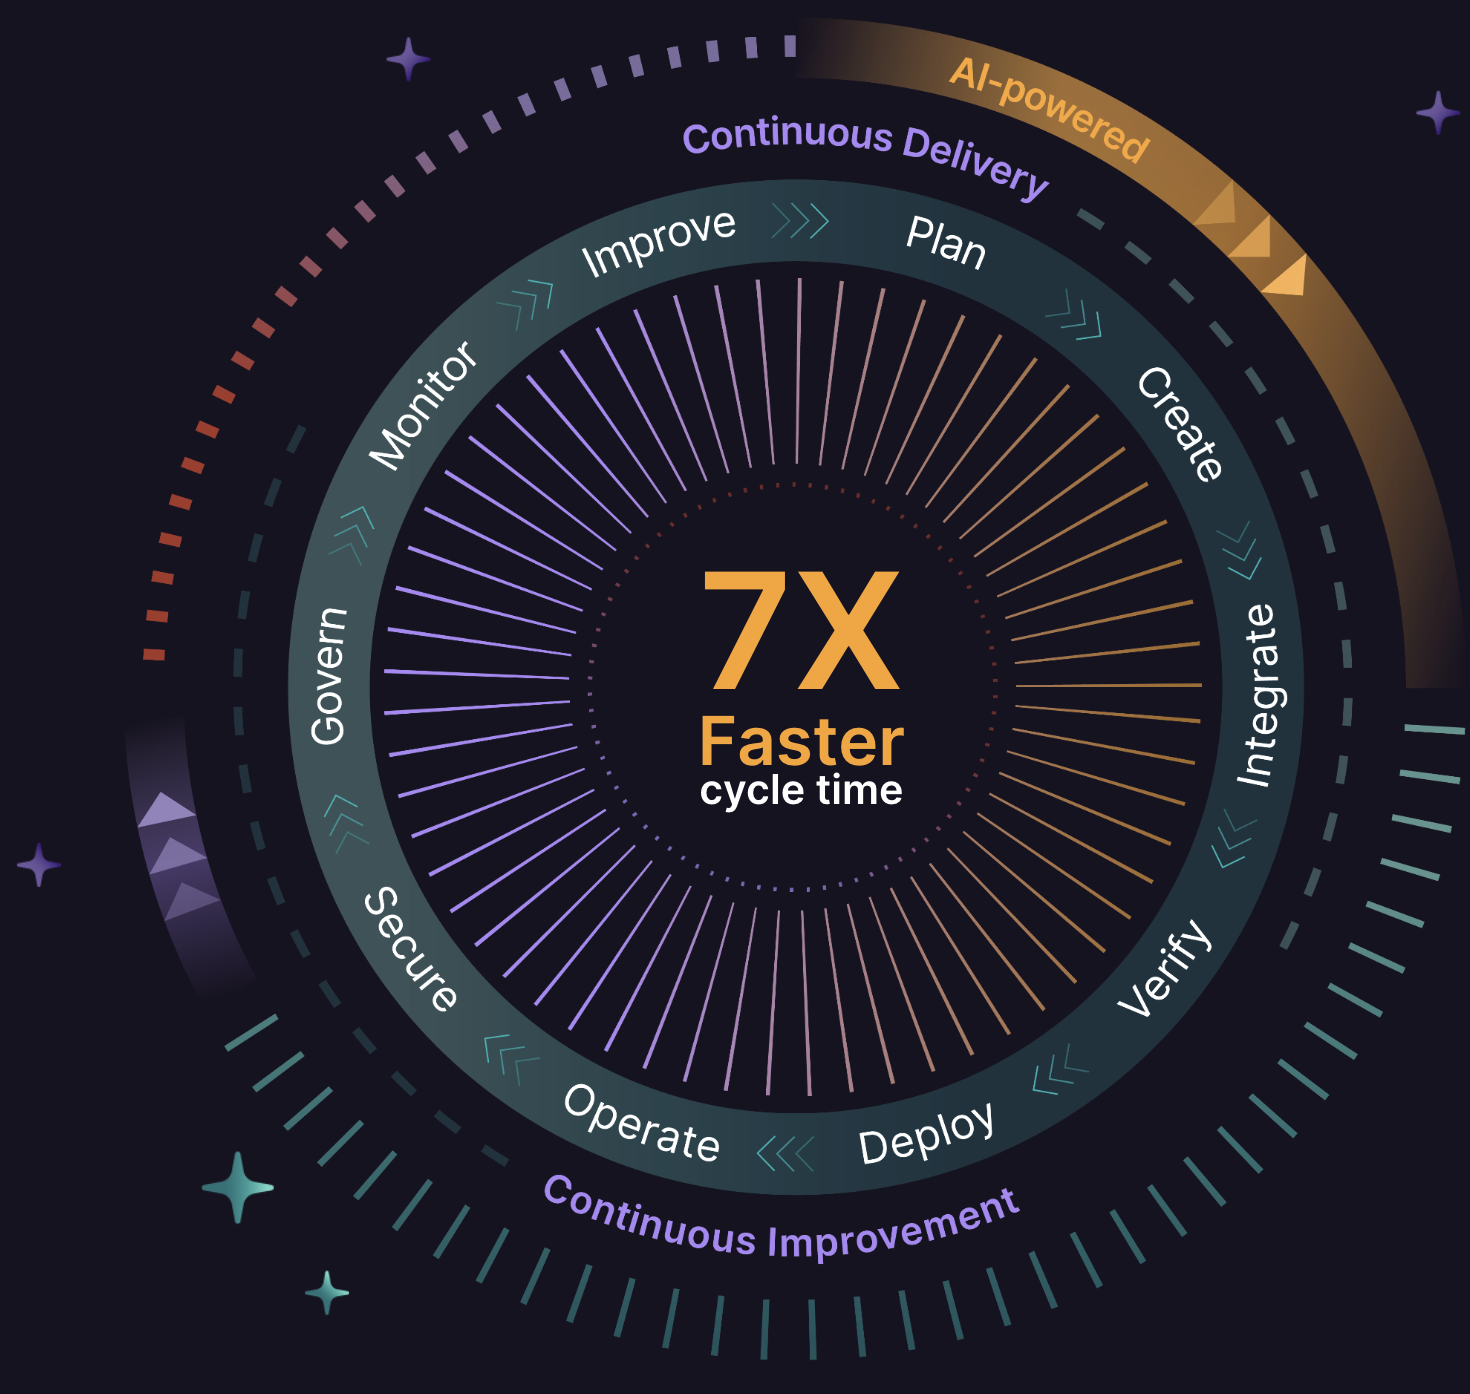 AI-powered
Continuous Delivery
Plan
Create
Integrate
Verify
Deploy
Operate
Secure
Govern
Monitor
Improve
7X
Faster
cycle time
Continuous Improvement